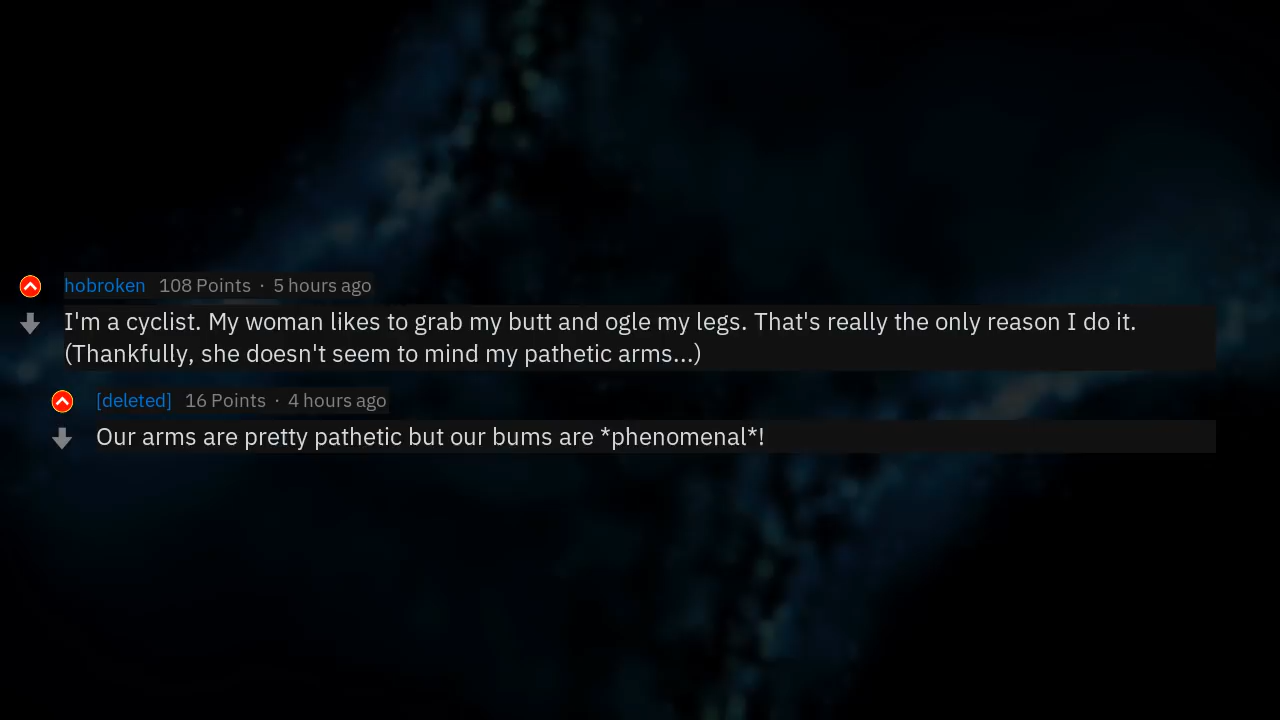 hobroken 108 Points · 5 hours ago
I'm a cyclist. My woman likes to grab my butt and ogle my legs. That's really the only reason I do it.
(Thankfully, she doesn't seem to mind my pathetic arms...)
[deleted] 16 Points · 4 hours ago
Our arms are pretty pathetic but our bums are *phenomenal*!